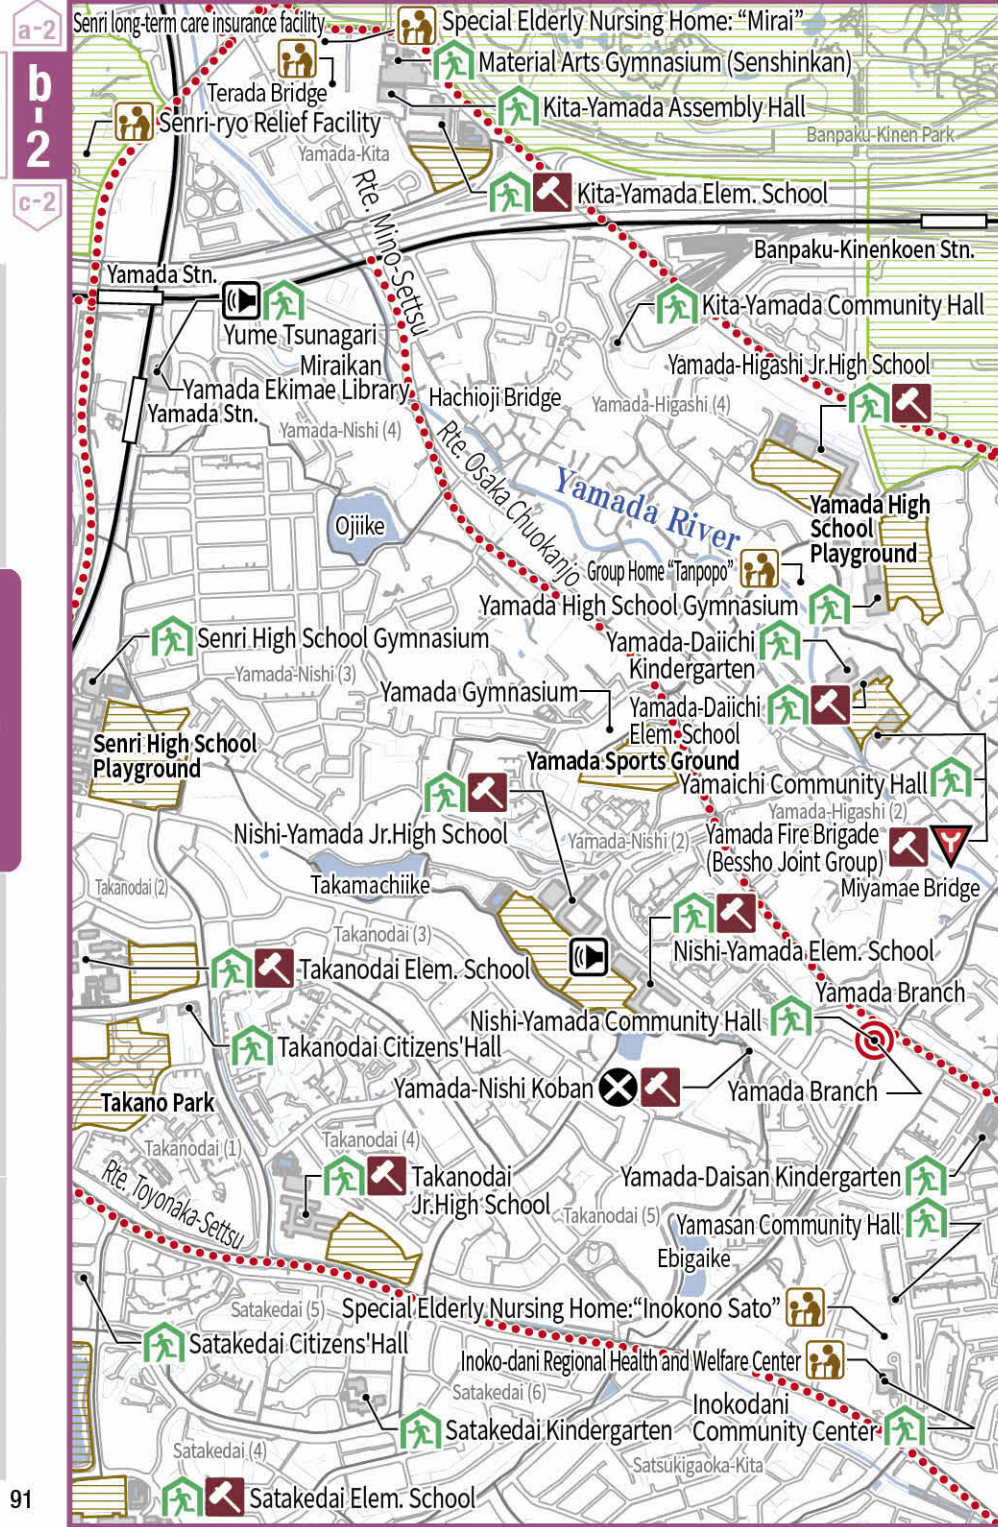 a-2
b-2
c-2
Senri long-term care insurance facility
Special Elderly Nursing Home: “Mirai”
Material Arts Gymnasium (Senshinkan)
Terada Bridge
Kita-Yamada Assembly Hall
Senri-ryo Relief Facility
Banpaku-Kinen Park
Yamada-Kita
Rte. Mino-Settsu
Kita-Yamada Elem. School
Banpaku-Kinenkoen Stn.
Yamada Stn.
Kita-Yamada Community Hall
Yume Tsunagari
Miraikan
Yamada-Higashi Jr.High School
Yamada Ekimae Library
Hachioji Bridge
Yamada-Higashi (4)
Yamada Stn.
Yamada-Nishi (4)
Rte. Osaka Chuokanjo
Yamada River
Yamada High
School
Playground
Ojiike
Group Home “Tanpopo”
Yamada High School Gymnasium
Senri High School Gymnasium
Yamada-Daiichi
Kindergarten
Yamada-Nishi (3)
Yamada Gymnasium
Yamada-Daiichi
Elem. School
Senri High School
Playground
Yamada Sports Ground
Yamaichi Community Hall
Yamada-Higashi (2)
Nishi-Yamada Jr.High School
Yamada-Nishi (2)
Yamada Fire Brigade
(Bessho Joint Group)
Takanodai (2)
Takamachiike
Miyamae Bridge
Takanodai (3)
Nishi-Yamada Elem. School
Takanodai Elem. School
Yamada Branch
Nishi-Yamada Community Hall
Takanodai Citizens'Hall
Yamada-Nishi Koban
Yamada Branch
Takano Park
Takanodai (1)
Takanodai (4)
Takanodai
Jr.High School
Yamada-Daisan Kindergarten
Rte. Toyonaka-Settsu
Takanodai (5)
Yamasan Community Hall
Ebigaike
Satakedai (5)
Special Elderly Nursing Home:“Inokono Sato”
Satakedai Citizens'Hall
Inoko-dani Regional Health and Welfare Center
Satakedai (6)
Inokodani
Community Center
Satakedai Kindergarten
Satakedai (4)
Satsukigaoka-Kita
Satakedai Elem. School
91